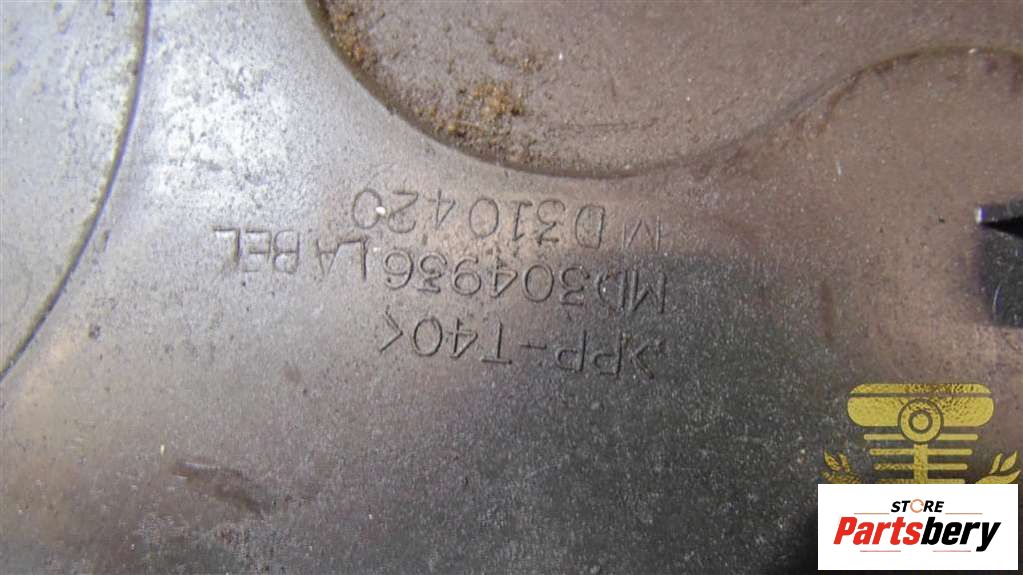 >PP-T40<
MD304936 LABEL
MD310420
STORE
Partsbery